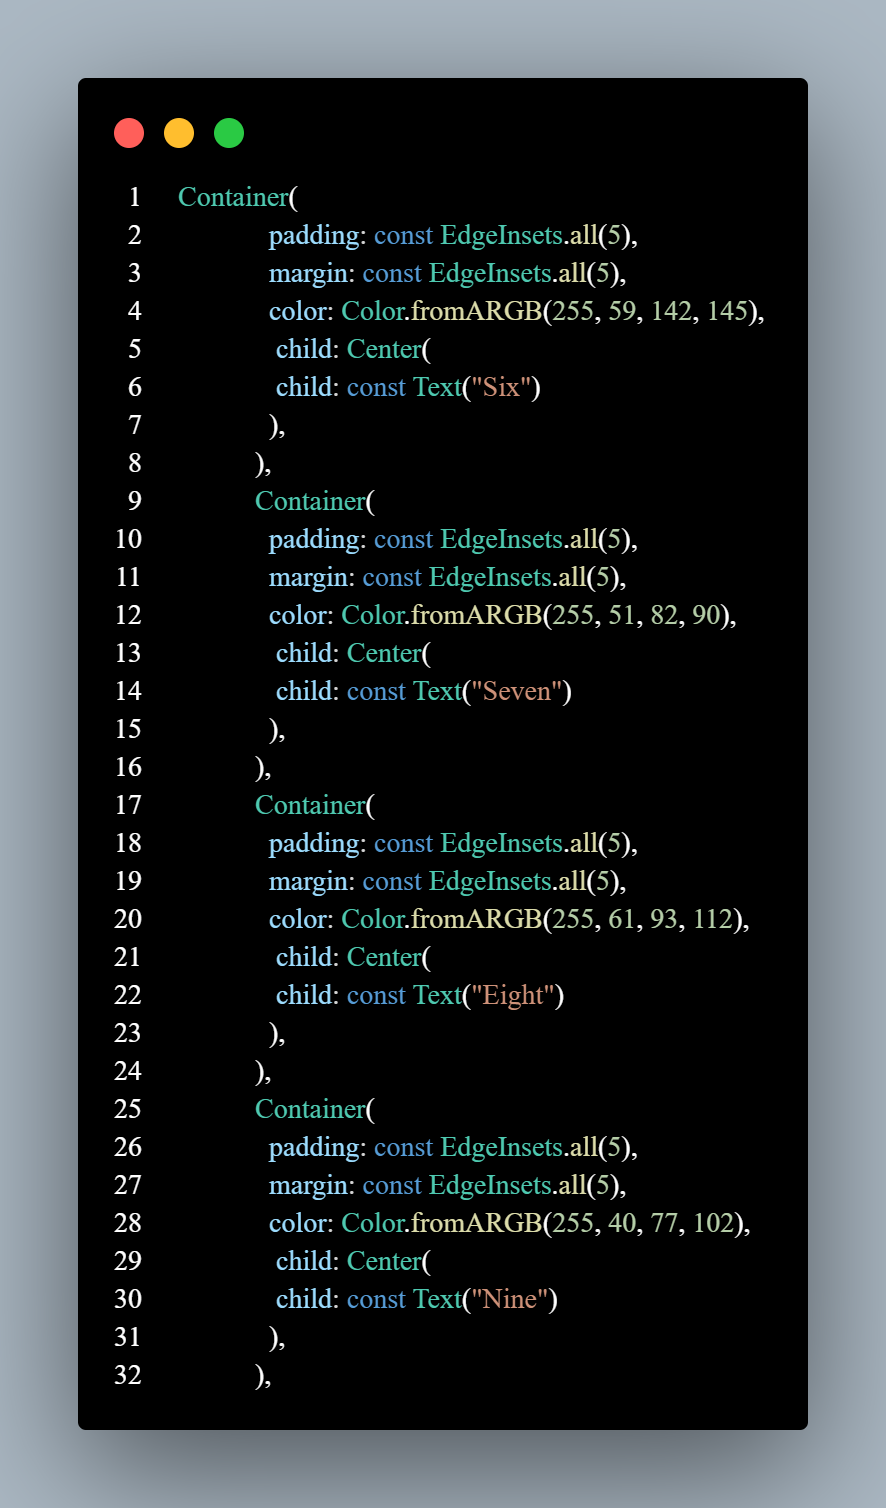 1 Container(
2 padding: const EdgeInsets.all(5),
3 margin: const EdgeInsets.all(5),
4 color: Color.fromARGB(255, 59, 142, 145),
5 child: Center(
6 child: const Text("Six")
7 ),
8 ),
9 Container(
10 padding: const EdgeInsets.all(5),
11 margin: const EdgeInsets.all(5),
12 color: Color.fromARGB(255, 51, 82, 90),
13 child: Center(
14 child: const Text("Seven")
15 ),
16 ),
17 Container(
18 padding: const EdgeInsets.all(5),
19 margin: const EdgeInsets.all(5),
20 color: Color.fromARGB(255, 61, 93, 112),
21 child: Center(
22 child: const Text("Eight")
23 ),
24 ),
25 Container(
26 padding: const EdgeInsets.all(5),
27 margin: const EdgeInsets.all(5),
28 color: Color.fromARGB(255, 40, 77, 102),
29 child: Center(
30 child: const Text("Nine")
31 ),
32 ),